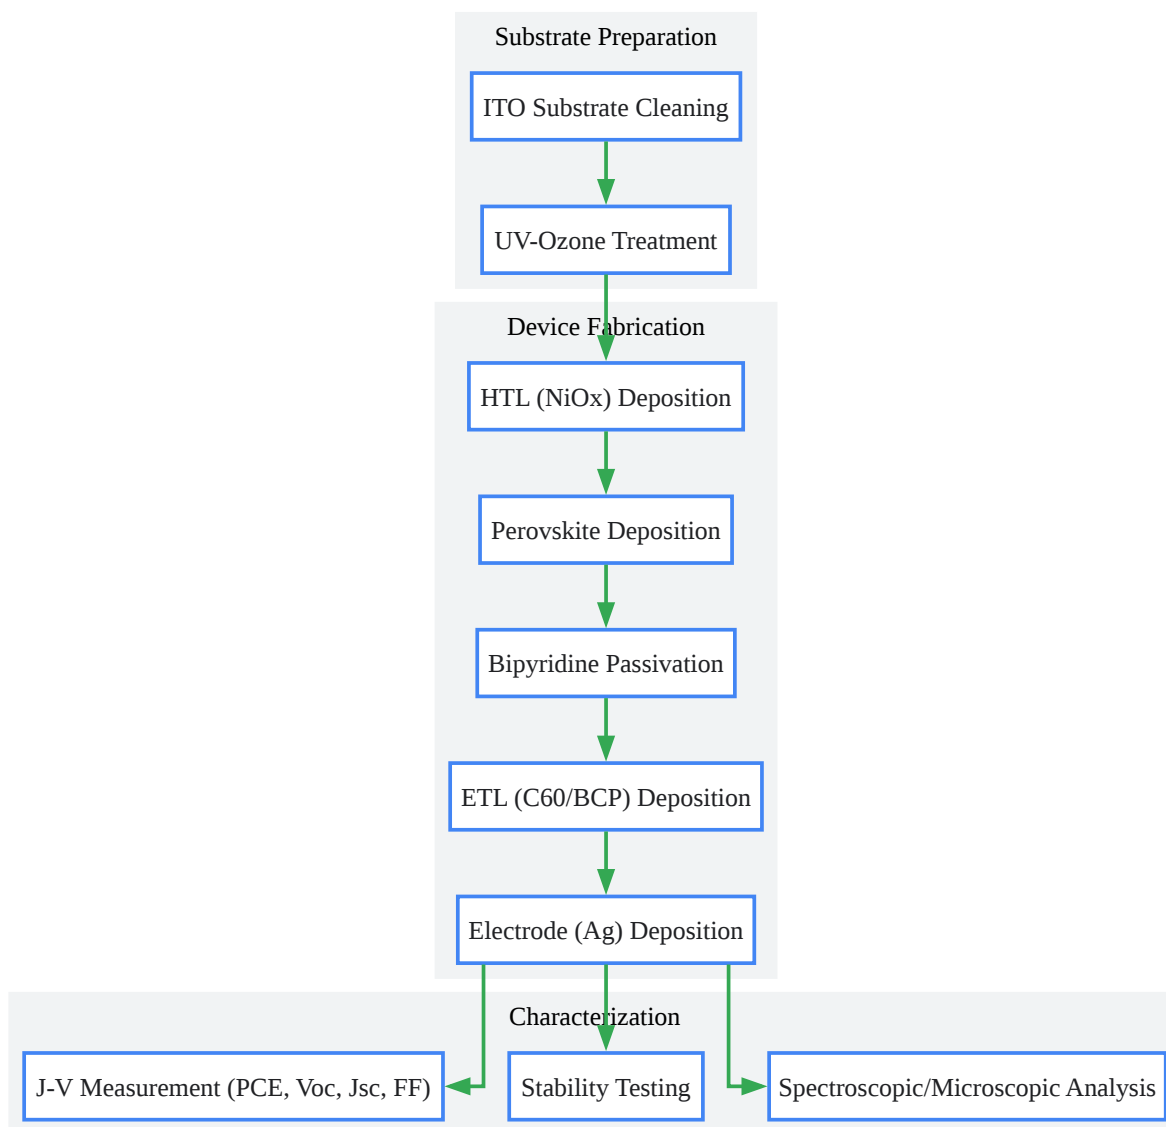 Substrate Preparation
ITO Substrate Cleaning
UV-Ozone Treatment
Device Fabrication
HTL (NiOx) Deposition
Perovskite Deposition
Bipyridine Passivation
ETL (C60/BCP) Deposition
Electrode (Ag) Deposition
Characterization
J-V Measurement (PCE, Voc, Jsc, FF)
Stability Testing
Spectroscopic/Microscopic Analysis